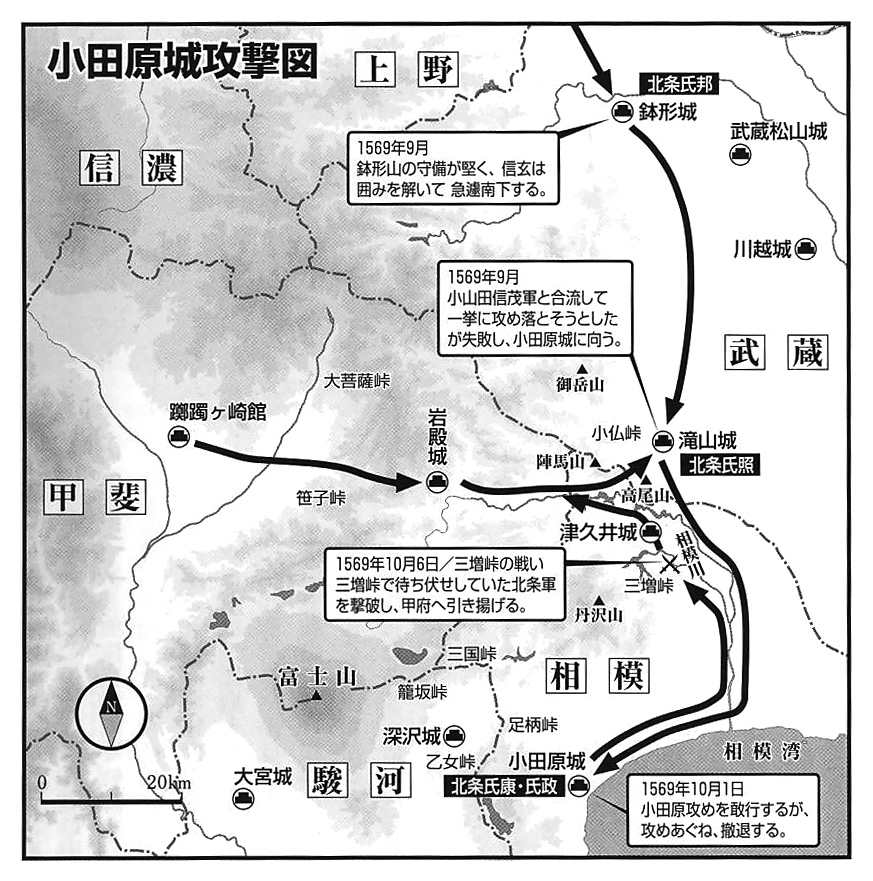 小田原城攻撃図
上野
北条氏邦
鉢形城
武蔵松山城
1569年9月
鉢形山の守備が堅く、信玄は
囲みを解いて 急遽南下する。
信濃
川越城
1569年9月
小山田信茂軍と合流して
一挙に攻め落とそうとした
が失敗し、小田原城に向う。
武蔵
大菩薩峠
御岳山
躑躅ヶ崎館
岩殿城
小仏峠
滝山城
北条氏照
陣馬山
高尾山
甲斐
笹子峠
津久井城
相模川
1569年10月6日／三増峠の戦い
三増峠で待ち伏せしていた北条軍
を撃破し、甲府へ引き揚げる。
三増峠
丹沢山
三国峠
富士山
籠坂峠
相模
N
足柄峠
深沢城
乙女峠
小田原城
相模湾
0 20km
大宮城
駿河
北条氏康・氏政
1569年10月1日
小田原攻めを敢行するが、
攻めあぐね、撤退する。